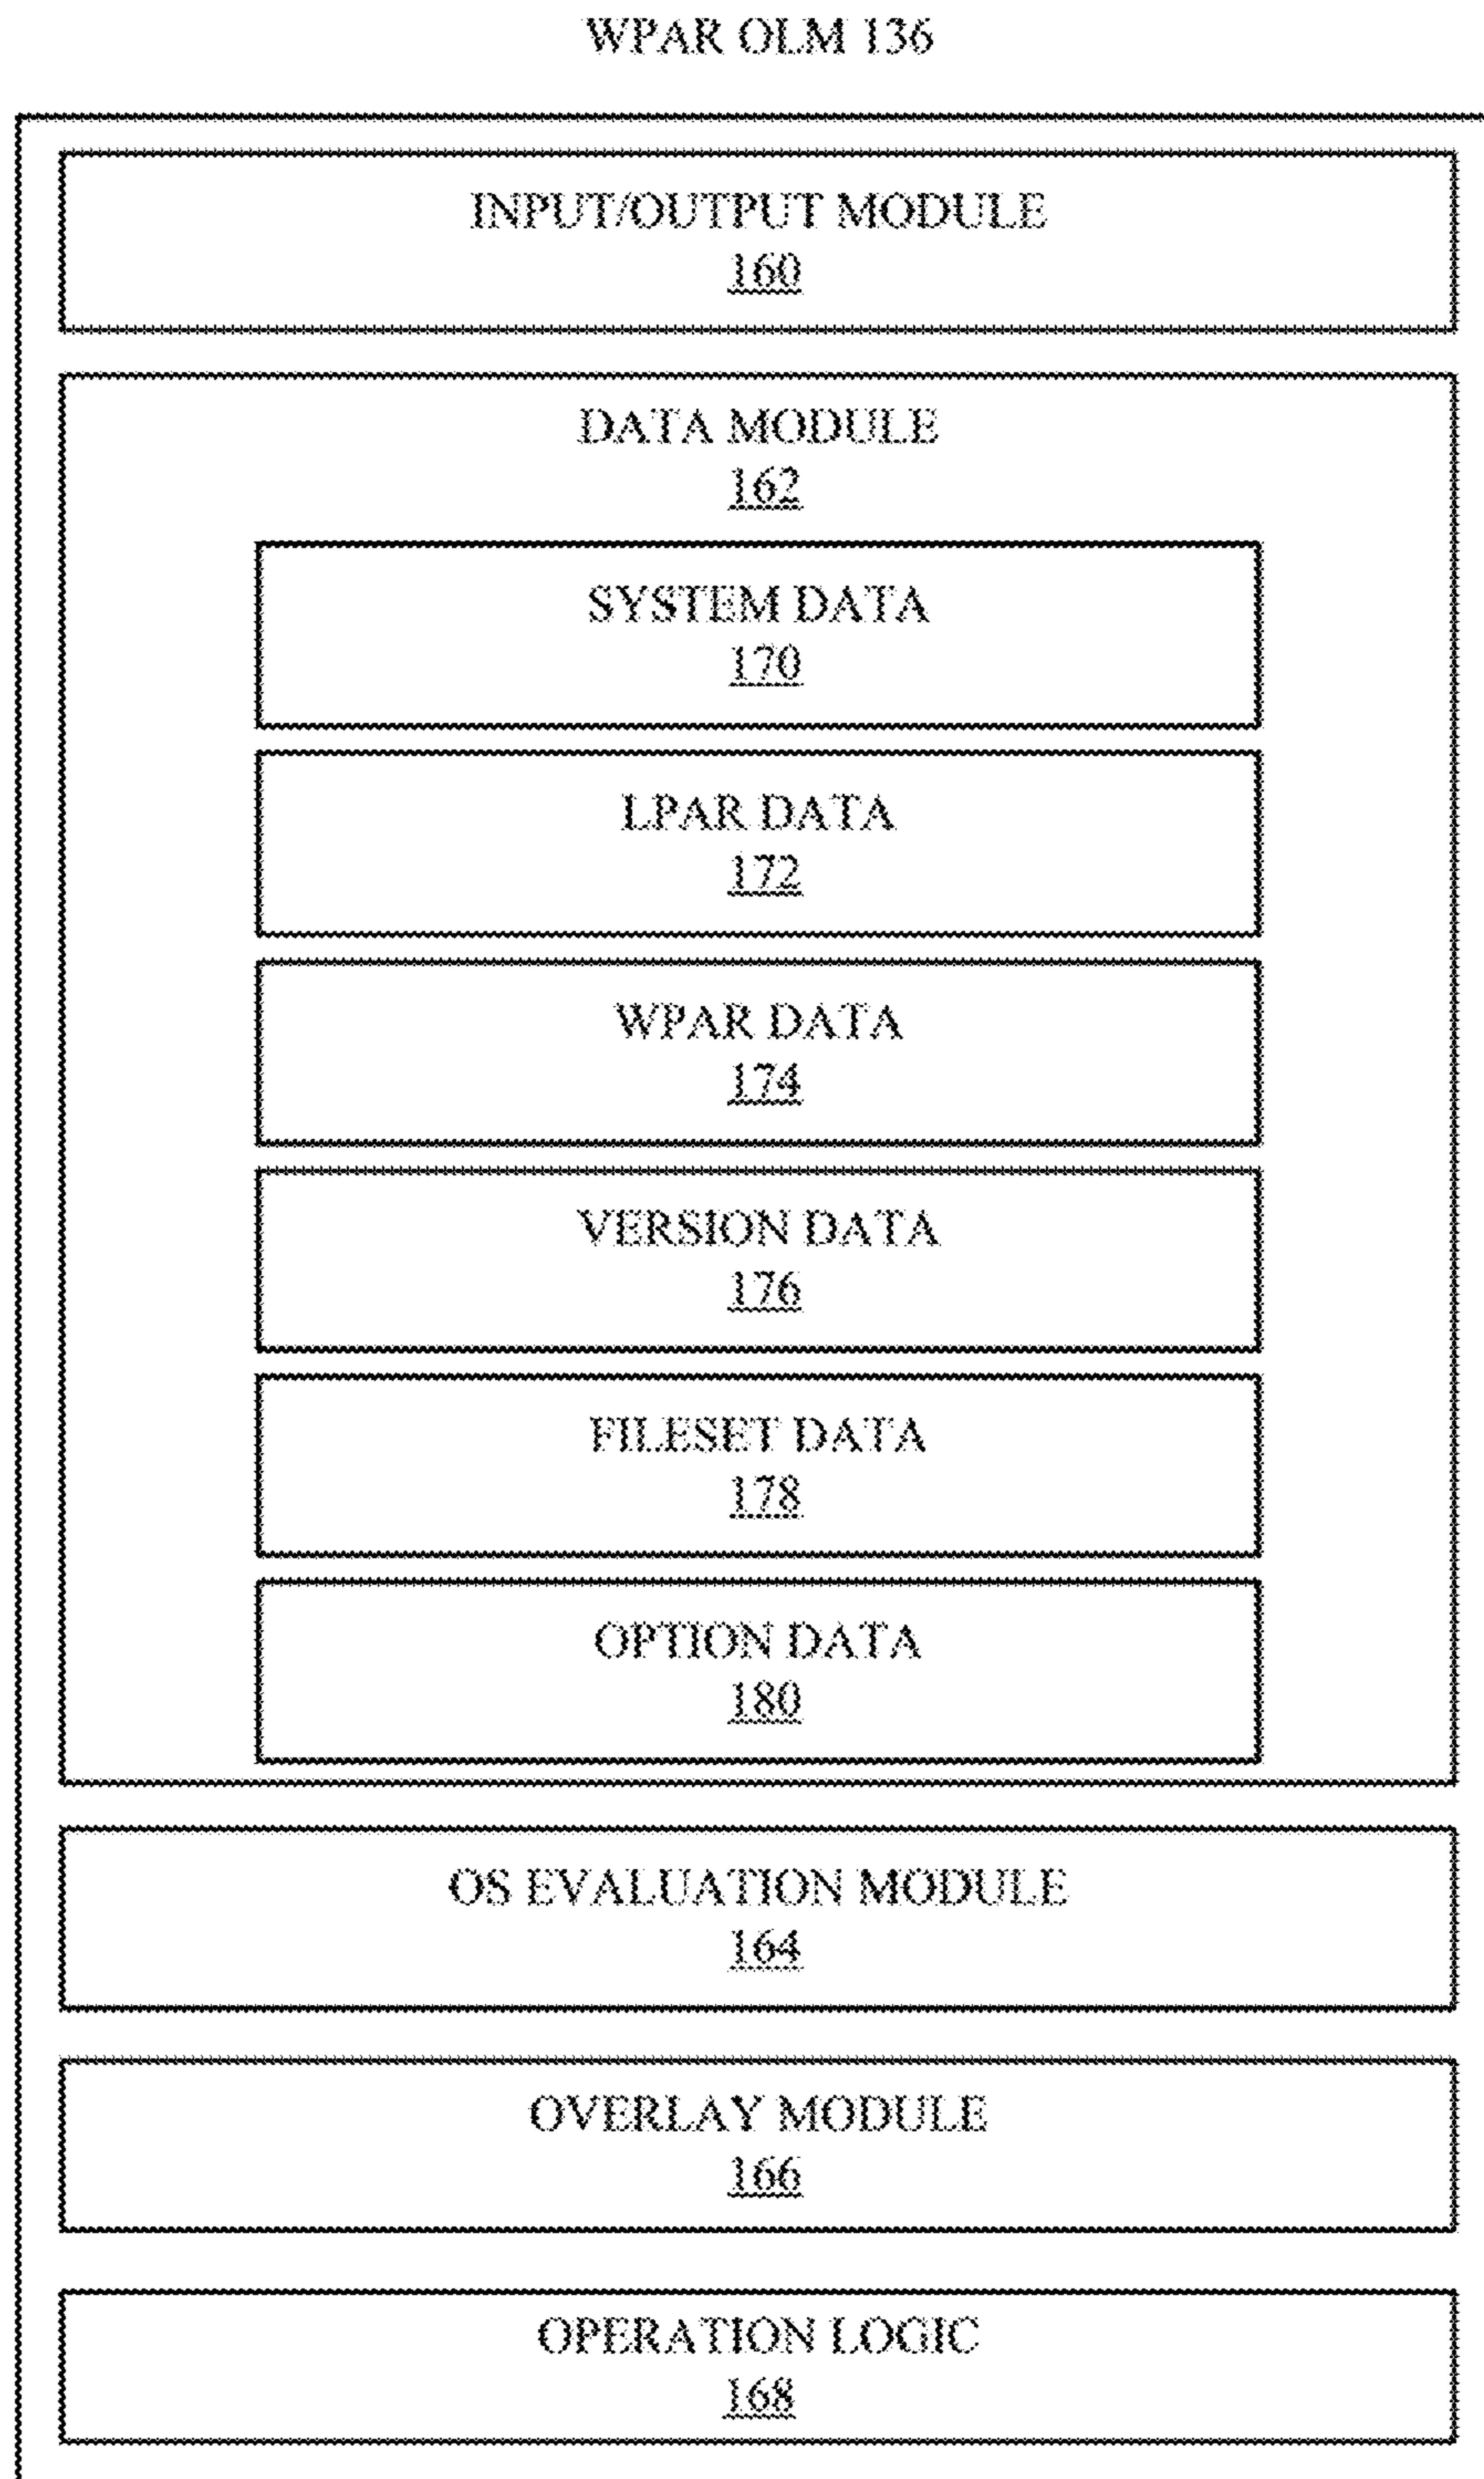 WPAR OLM 136
INPUT/OUTPUT MODULE
160
DATA MODULE
162
SYSTEM DATA
170
LPAR DATA
172
WPAR DATA
174
VERSION DATA
176
FILESET DATA
178
OPTION DATA
180
OS EVALUATION MODULE
164
OVERLAY MODULE
166
OPERATION LOGIC
168